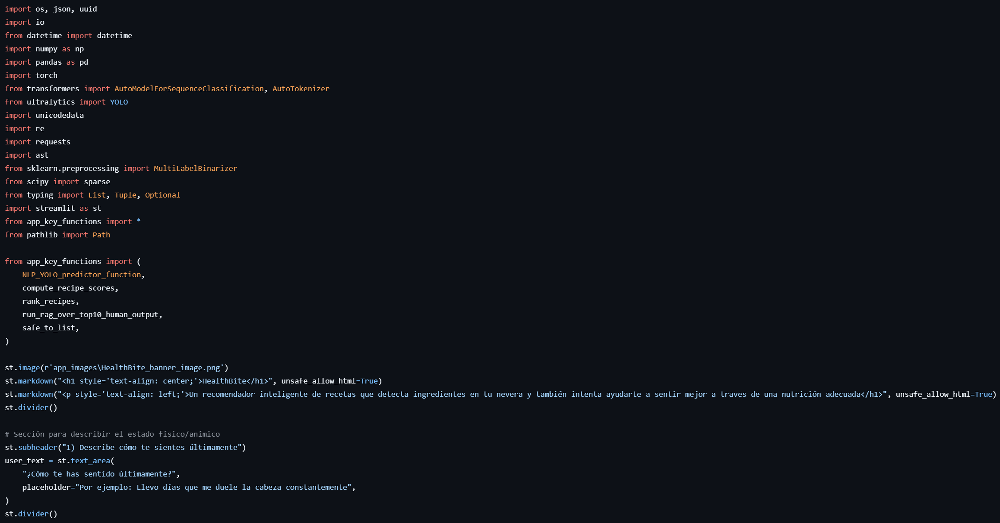 import os, json, uuid
import io
from datetime import datetime
import numpy as np
import pandas as pd
import torch
from transformers import AutoModelForSequenceClassification, AutoTokenizer
from ultralytics import YOLO
import unicodedata
import re
import requests
import ast
from sklearn.preprocessing import MultiLabelBinarizer
from scipy import sparse
from typing import List, Tuple, Optional
import streamlit as st
from app_key_functions import *
from pathlib import Path

from app_key_functions import (
    NLP_YOLO_predictor_function,
    compute_recipe_scores,
    rank_recipes,
    run_rag_over_top10_human_output,
    safe_to_list,
)

st.image(r'app_images\HealthBite_banner_image.png')
st.markdown("<h1 style='text-align: center;'>HealthBite</h1>", unsafe_allow_html=True)
st.markdown("<p style='text-align: left;'>Un recomendador inteligente de recetas que detecta ingredientes en tu nevera y también intenta ayudarte a sentir mejor a traves de una nutrición adecuada</h1>", unsafe_allow_html=True)
st.divider()

# Sección para describir el estado físico/anímico
st.subheader("1) Describe cómo te sientes últimamente")
user_text = st.text_area(
    "¿Cómo te has sentido últimamente?",
    placeholder="Por ejemplo: Llevo días que me duele la cabeza constantemente",
)
st.divider()